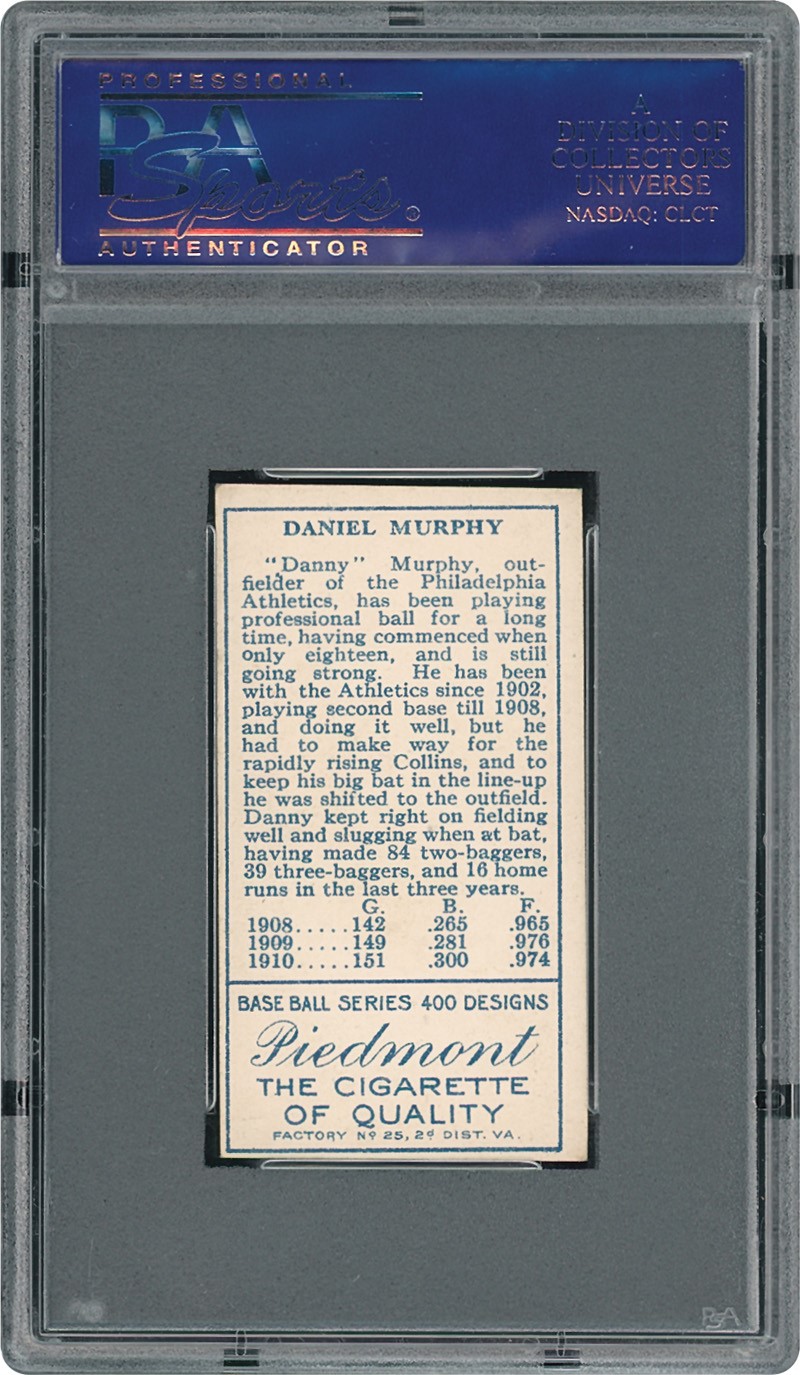 PROFESSIONAL
PSA
Sports®
AUTHENTICATOR
A
DIVISION OF
COLLECTORS
UNIVERSE
NASDAQ: CLCT
DANIEL MURPHY
"Danny" Murphy, out-
fielder of the Philadelphia
Athletics, has been playing
professional ball for a long
time, having commenced when
only eighteen, and is still
going strong. He has been
with the Athletics since 1902,
playing second base till 1908,
and doing it well, but he
had to make way for the
rapidly rising Collins, and to
keep his big bat in the line-up
he was shifted to the outfield.
Danny kept right on fielding
well and slugging when at bat,
having made 84 two-baggers,
39 three-baggers, and 16 home
runs in the last three years.
G. B. F.
1908.....142 .265 .965
1909.....149 .281 .976
1910.....151 .300 .974
BASE BALL SERIES 400 DESIGNS
Piedmont
THE CIGARETTE
OF QUALITY
FACTORY Nº 25, 2d DIST. VA.
PSA